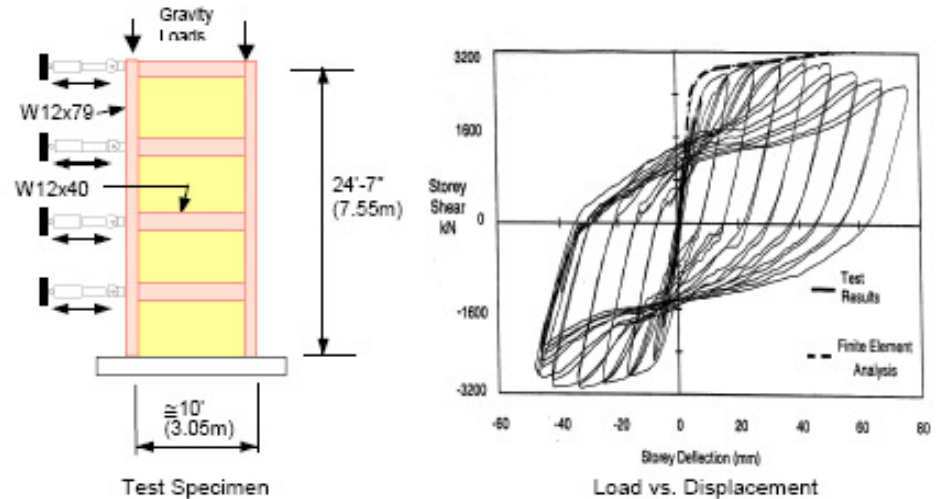 Gravity
Loads
W12x79
W12x40
24'-7"
(7.55m)
≅10'
(3.05m)
Test Specimen
3200
1600
Storey
Shear
kN
0
-1600
-3200
Test
Results
Finite Element
Analysis
-60
-40
-20
0
20
40
60
80
Storey Deflection (mm)
Load vs. Displacement